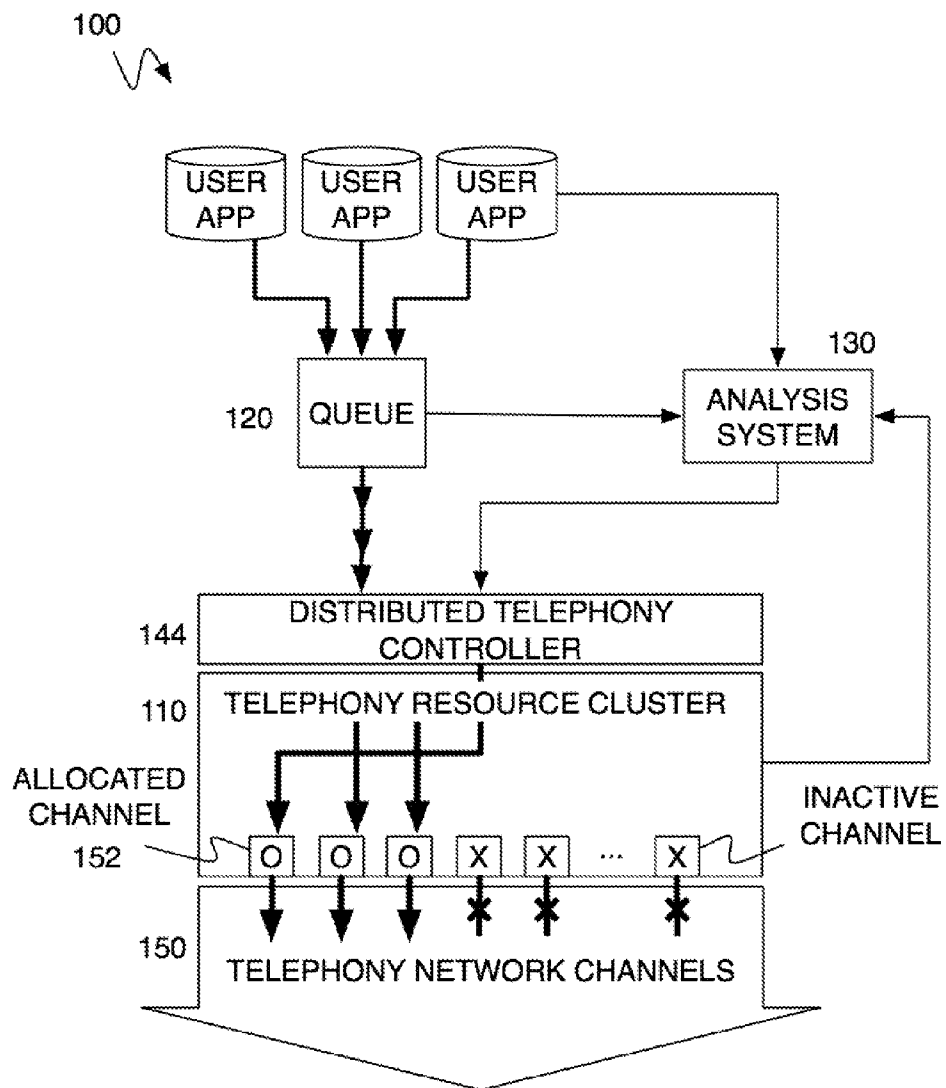 100
USER APP
USER APP
USER APP
130
120
QUEUE
ANALYSIS
SYSTEM
144
DISTRIBUTED TELEPHONY
CONTROLLER
110
TELEPHONY RESOURCE CLUSTER
ALLOCATED
CHANNEL
152
INACTIVE
CHANNEL
O O O X X ... X
150
TELEPHONY NETWORK CHANNELS